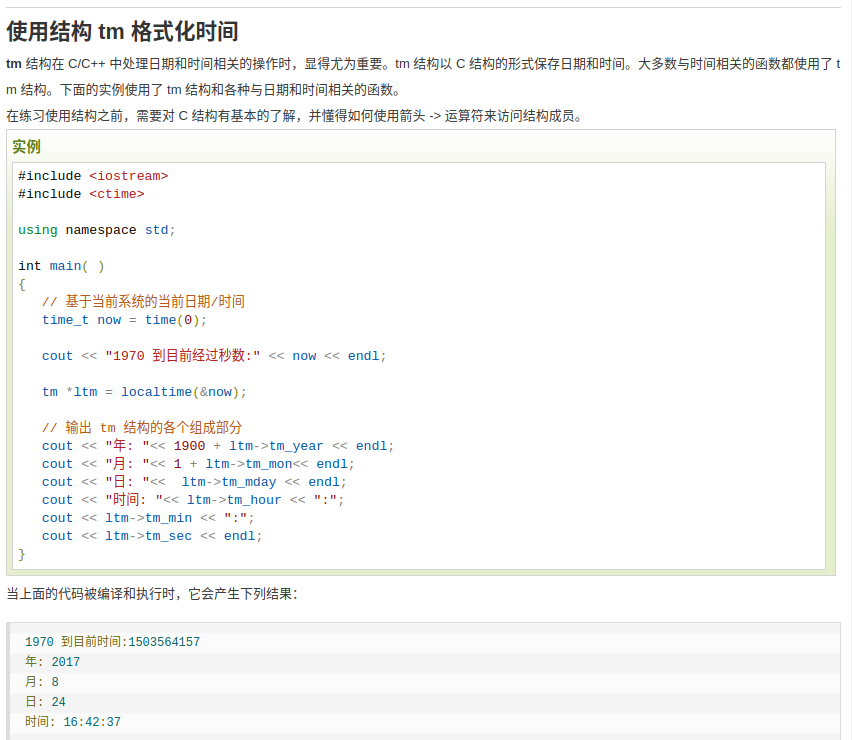 使用结构 tm 格式化时间
tm 结构在 C/C++ 中处理日期和时间相关的操作时，显得尤为重要。tm 结构以 C 结构的形式保存日期和时间。大多数与时间相关的函数都使用了 t
m 结构。下面的实例使用了 tm 结构和各种与日期和时间相关的函数。
在练习使用结构之前，需要对 C 结构有基本的了解，并懂得如何使用箭头 -> 运算符来访问结构成员。
实例
#include <iostream>
#include <ctime>
using namespace std;
int main( )
{
   // 基于当前系统的当前日期/时间
   time_t now = time(0);
   cout << "1970 到目前经过秒数:" << now << endl;
   tm *ltm = localtime(&now);
   // 输出 tm 结构的各个组成部分
   cout << "年: "<< 1900 + ltm->tm_year << endl;
   cout << "月: "<< 1 + ltm->tm_mon<< endl;
   cout << "日: "<<  ltm->tm_mday << endl;
   cout << "时间: "<< ltm->tm_hour << ":";
   cout << ltm->tm_min << ":";
   cout << ltm->tm_sec << endl;
}
当上面的代码被编译和执行时，它会产生下列结果：
1970 到目前时间:1503564157
年: 2017
月: 8
日: 24
时间: 16:42:37